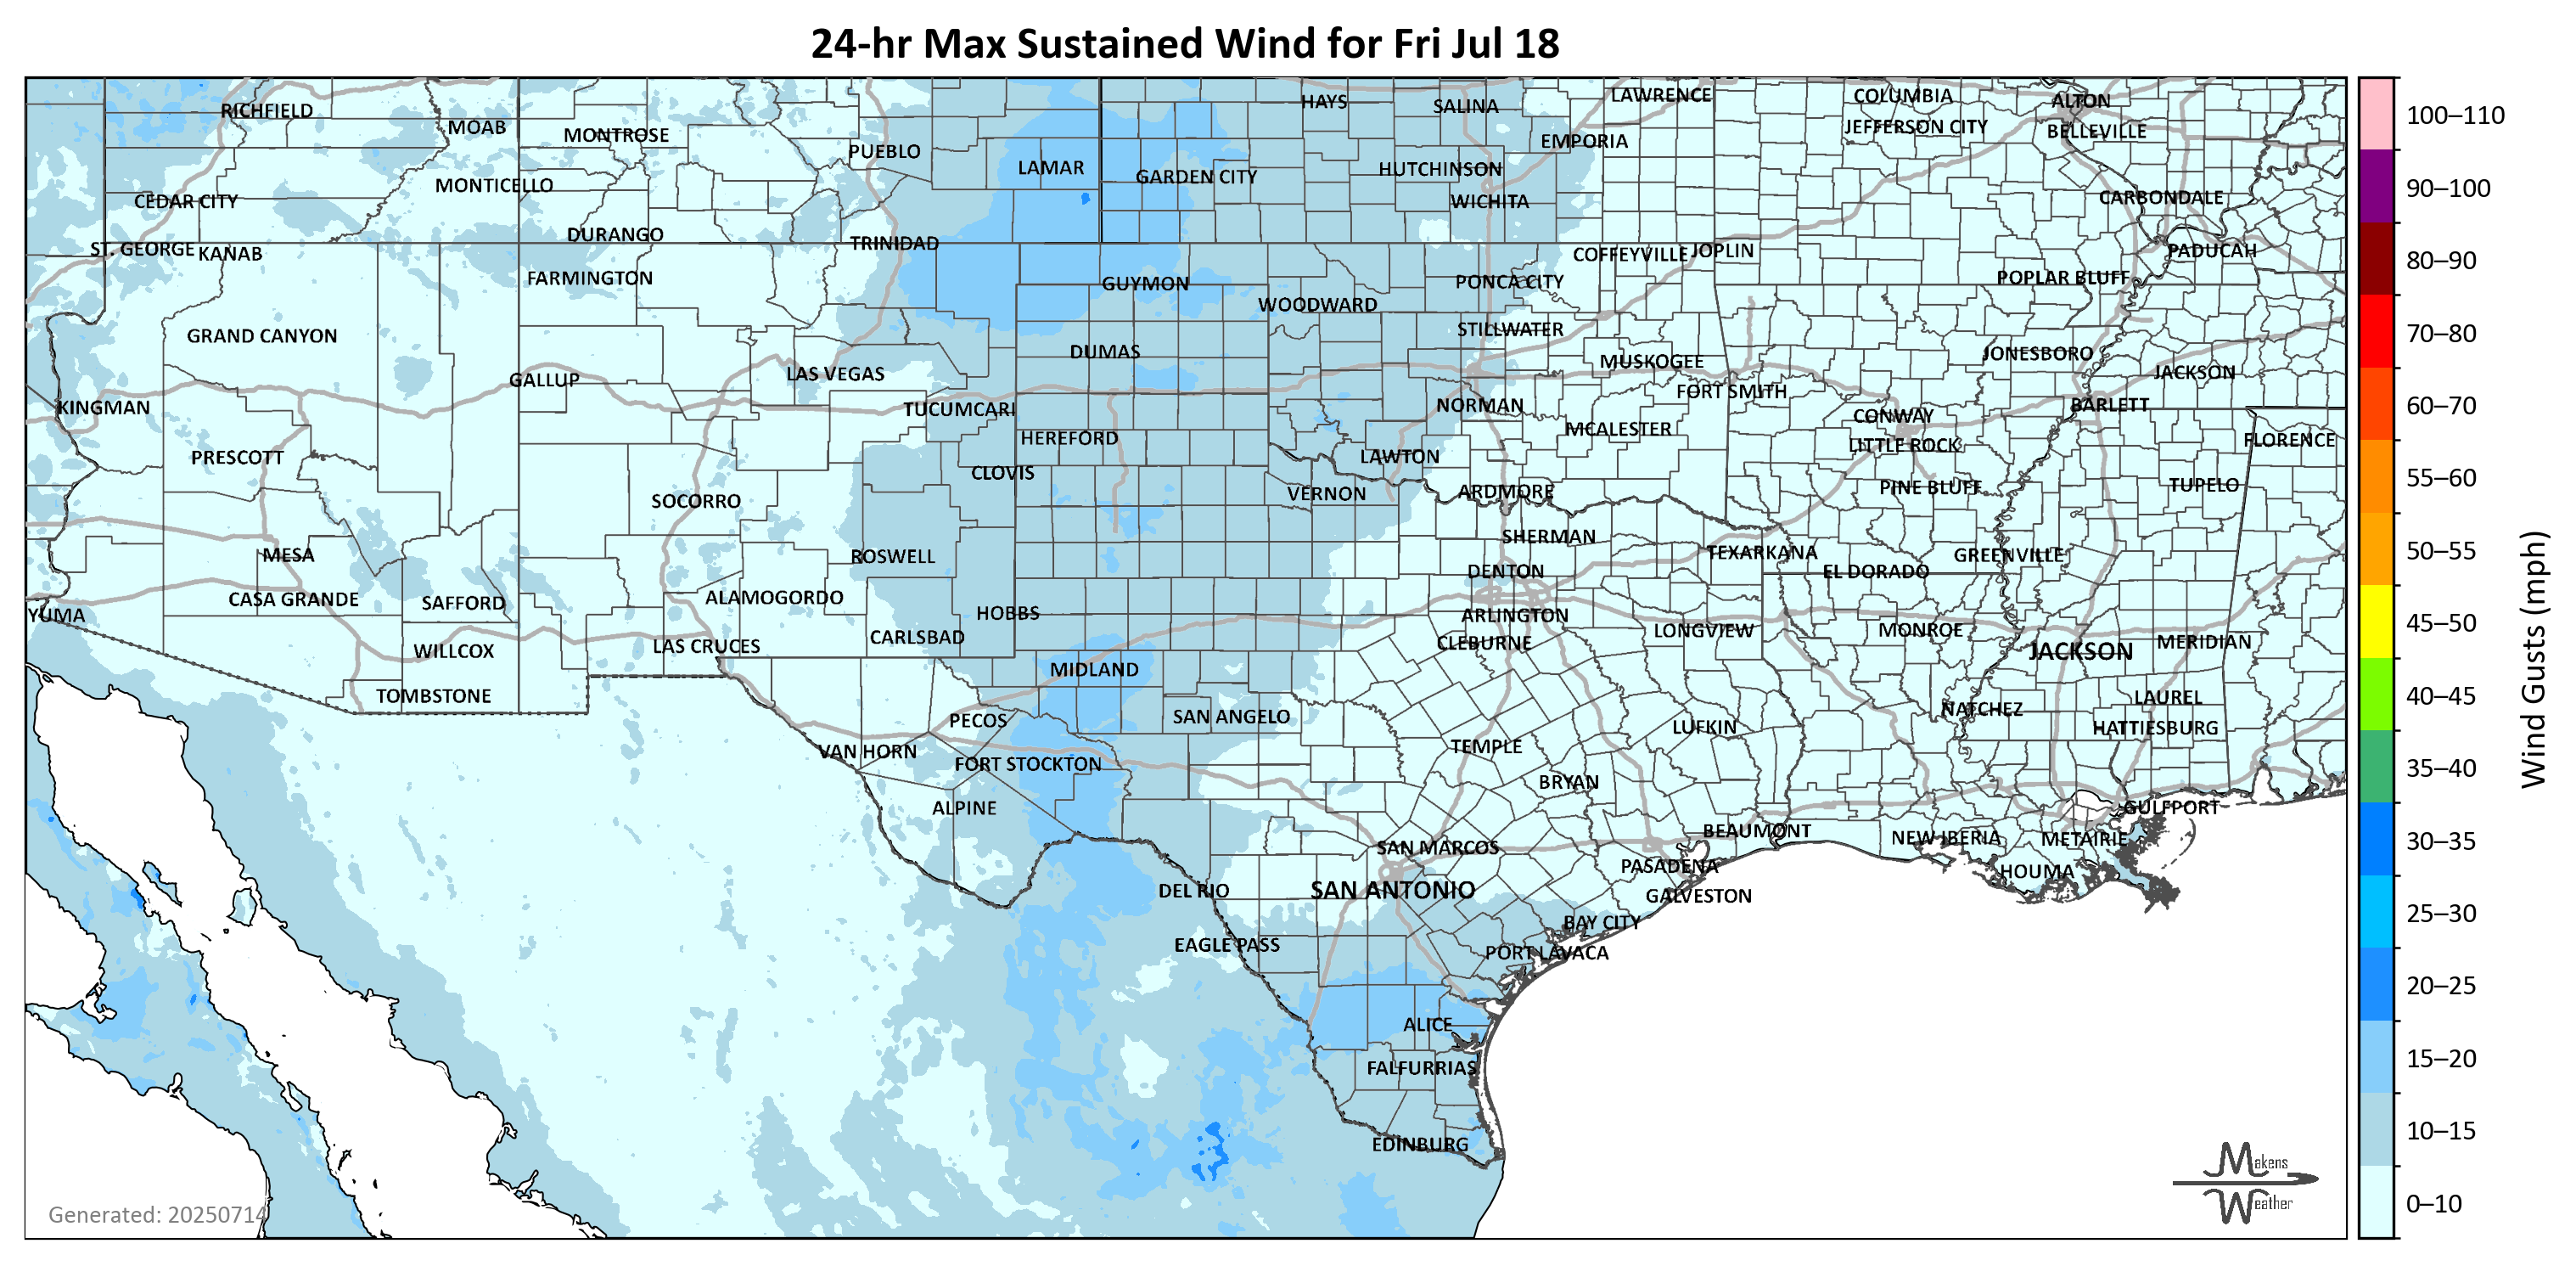 24-hr Max Sustained Wind for Fri Jul 18
RICHFIELD
MOAB
MONTROSE
PUEBLO
LAMAR
GARDEN CITY
HAYS
SALINA
HUTCHINSON
WICHITA
EMPORIA
LAWRENCE
COLUMBIA
JEFFERSON CITY
ALTON
BELLEVILLE
CARBONDALE
PADUCAH
MONTICELLO
CEDAR CITY
ST. GEORGE
KANAB
DURANGO
FARMINGTON
TRINIDAD
GUYMON
WOODWARD
PONCA CITY
COFFEYVILLE
JOPLIN
POPLAR BLUFF
GRAND CANYON
STILLWATER
DUMAS
MUSKOGEE
JONESBORO
JACKSON
GALLUP
LAS VEGAS
KINGMAN
TUCUMCARI
NORMAN
FORT SMITH
CONWAY
BARLETT
HEREFORD
MCALESTER
LITTLE ROCK
FLORENCE
PRESCOTT
CLOVIS
LAWTON
SOCORRO
VERNON
ARDMORE
PINE BLUFF
TUPELO
MESA
ROSWELL
SHERMAN
TEXARKANA
GREENVILLE
DENTON
EL DORADO
CASA GRANDE
SAFFORD
ALAMOGORDO
YUMA
HOBBS
ARLINGTON
CARLSBAD
CLEBURNE
LONGVIEW
MONROE
WILLCOX
LAS CRUCES
MIDLAND
JACKSON
MERIDIAN
TOMBSTONE
PECOS
SAN ANGELO
LUFKIN
NATCHEZ
LAUREL
HATTIESBURG
VAN HORN
FORT STOCKTON
TEMPLE
BRYAN
ALPINE
GULFPORT
BEAUMONT
NEW IBERIA
METAIRIE
SAN MARCOS
PASADENA
HOUMA
DEL RIO
SAN ANTONIO
GALVESTON
BAY CITY
EAGLE PASS
PORT LAVACA
ALICE
FALFURRIAS
EDINBURG
Generated: 20250714
Makens
Weather
100–110
90–100
80–90
70–80
60–70
55–60
50–55
45–50
40–45
35–40
30–35
25–30
20–25
15–20
10–15
0–10
Wind Gusts (mph)